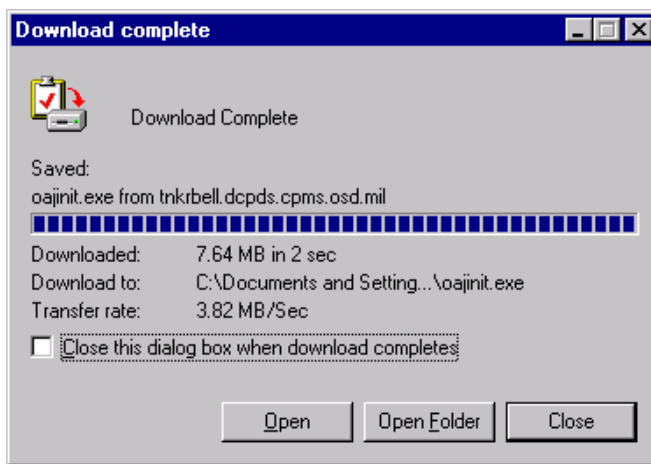 Download complete
Download Complete
Saved:
oajinit.exe from tnkrbell.dcpds.cpms.osd.mil
Downloaded: 7.64 MB in 2 sec
Download to: C:\Documents and Setting...\oajinit.exe
Transfer rate: 3.82 MB/Sec
Close this dialog box when download completes
Open Open Folder Close